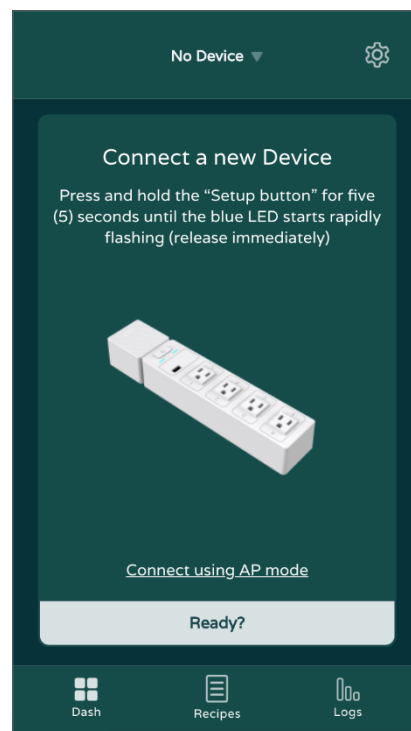 No Device
Connect a new Device
Press and hold the “Setup button” for five
(5) seconds until the blue LED starts rapidly
flashing (release immediately)
Connect using AP mode
Ready?
Dash
Recipes
Logs